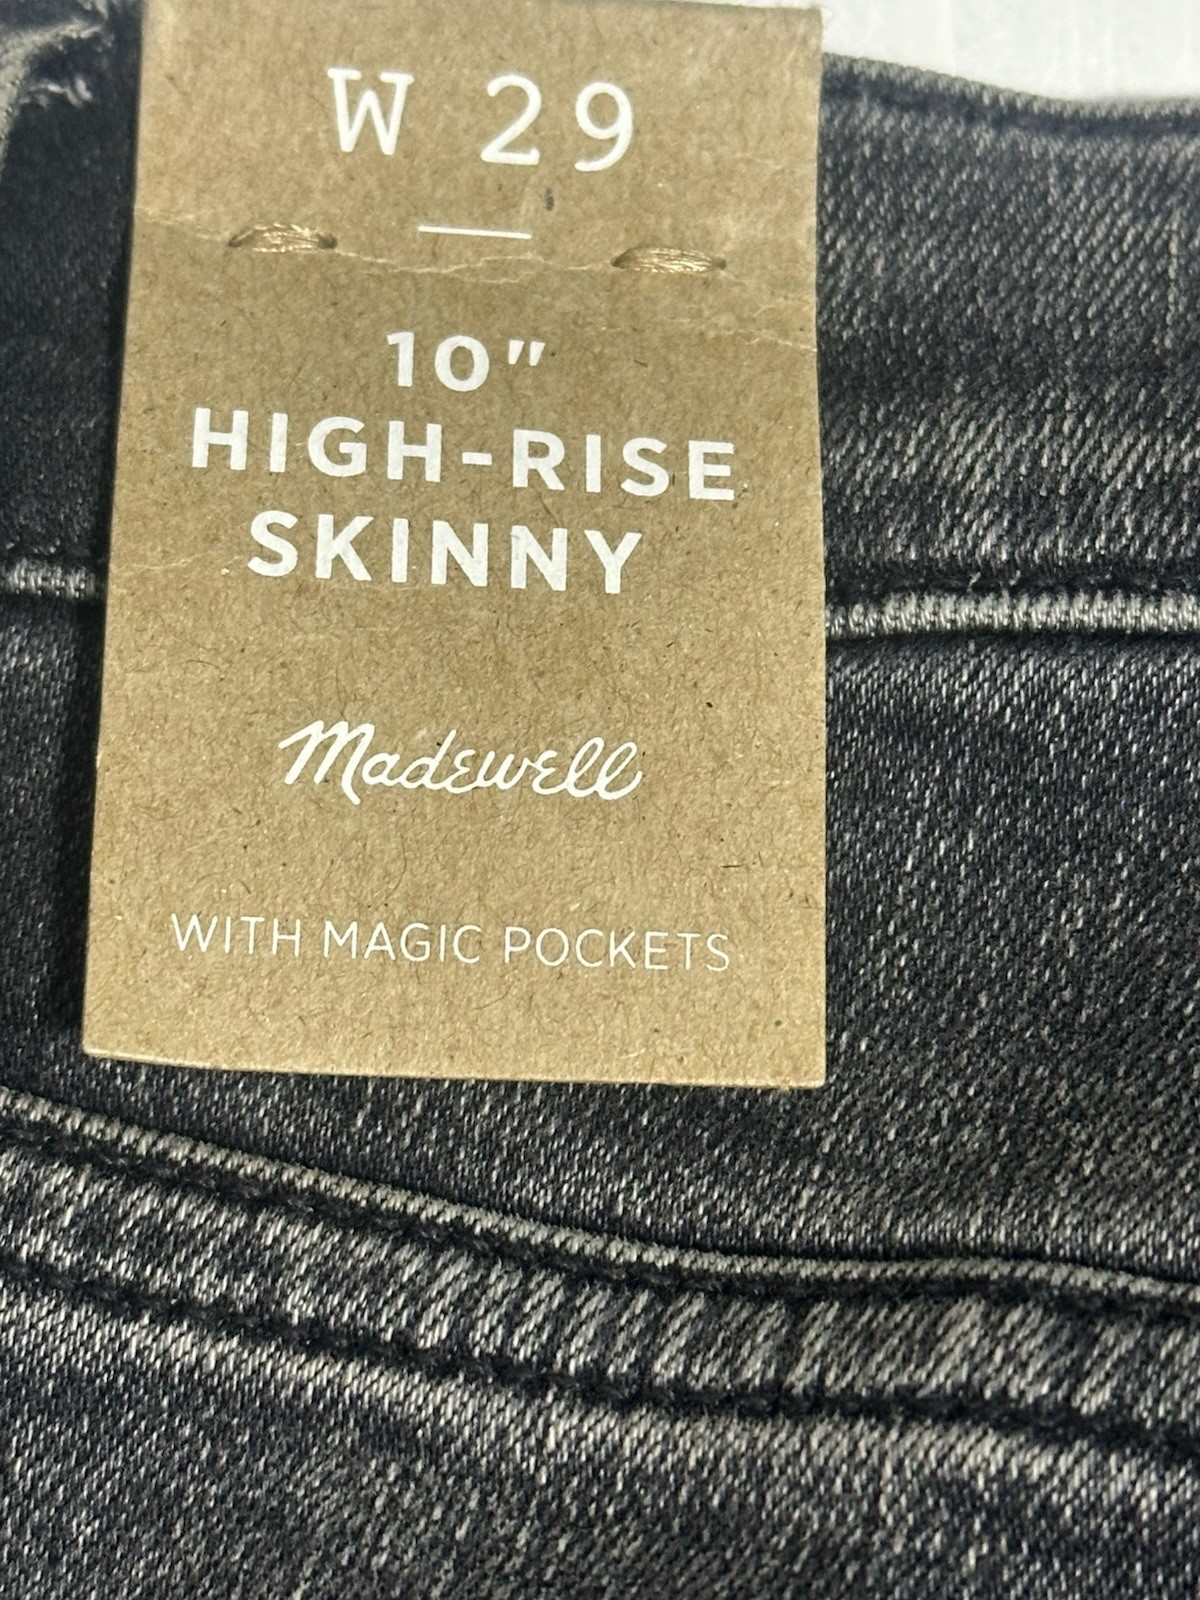 W 29
10"
HIGH-RISE
SKINNY
Madewell
WITH MAGIC POCKETS